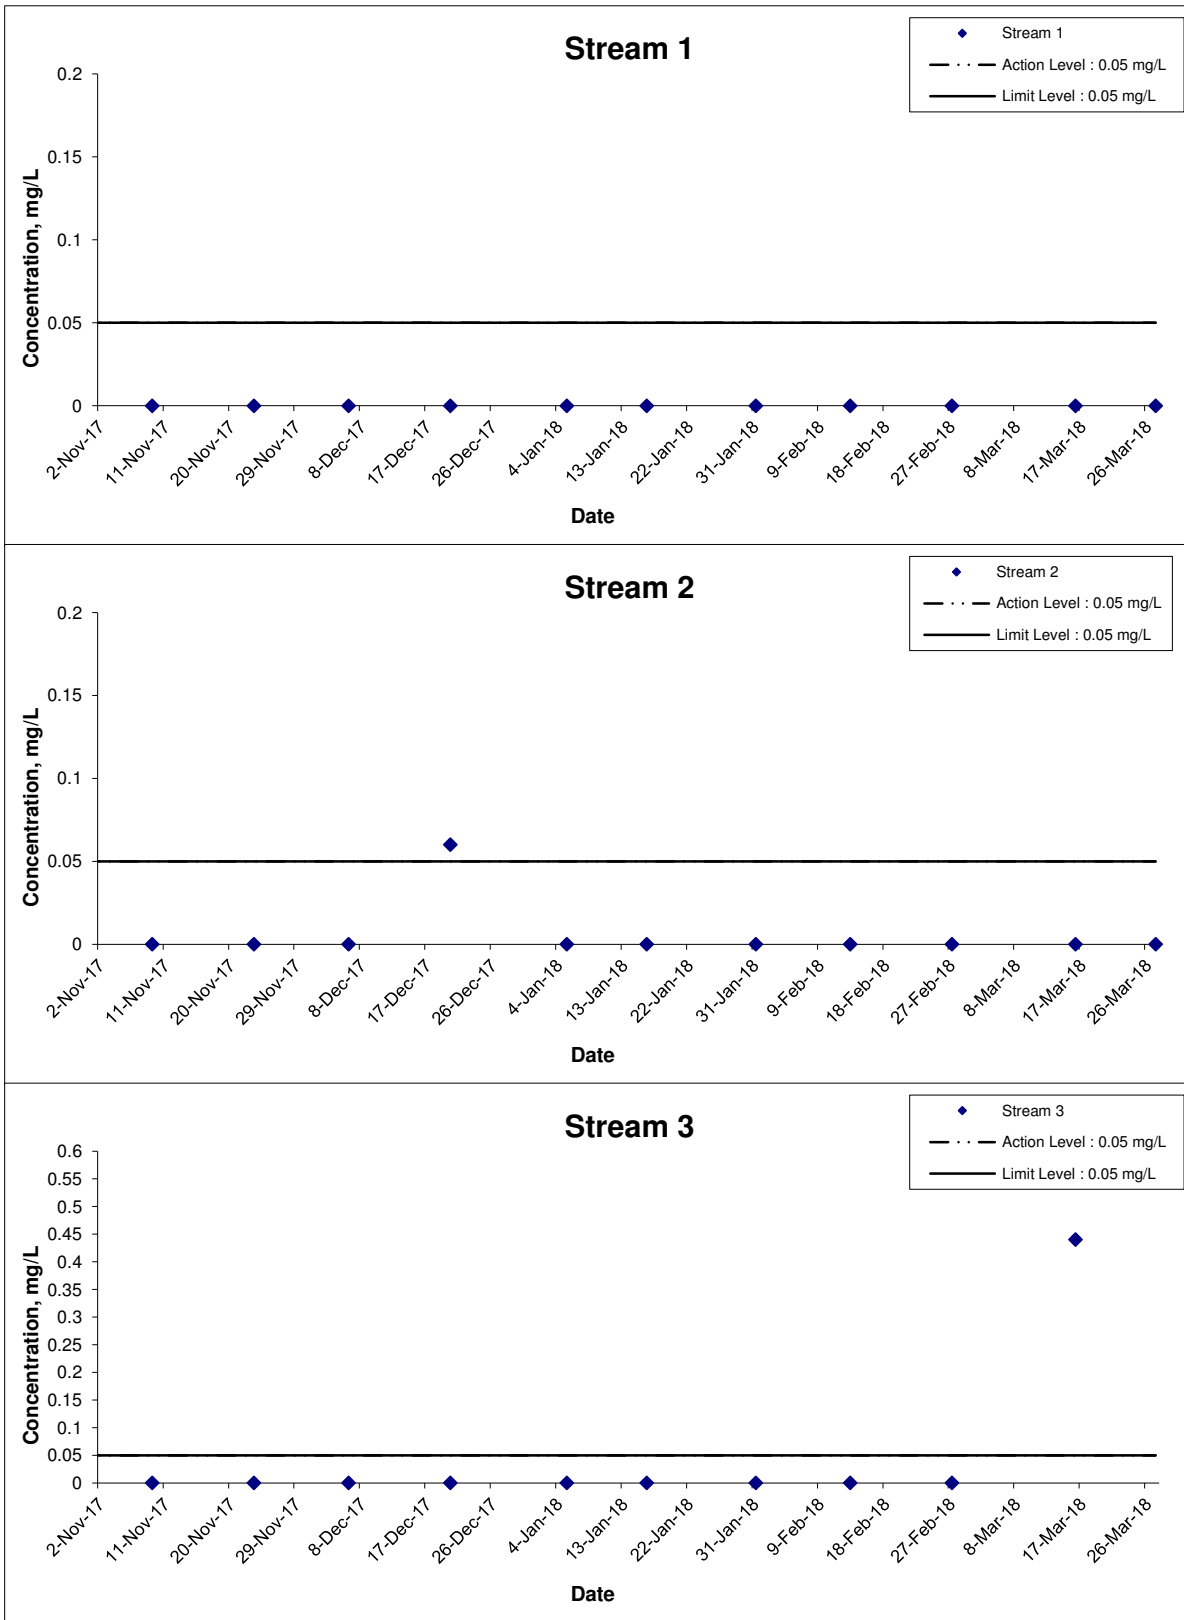 Stream 1
Stream 1
Action Level : 0.05 mg/L
Limit Level : 0.05 mg/L
Concentration, mg/L
0.2
0.15
0.1
0.05
0
2-Nov-17
11-Nov-17
20-Nov-17
29-Nov-17
8-Dec-17
17-Dec-17
26-Dec-17
4-Jan-18
13-Jan-18
22-Jan-18
31-Jan-18
9-Feb-18
18-Feb-18
27-Feb-18
8-Mar-18
17-Mar-18
26-Mar-18
Date
Stream 2
Stream 2
Action Level : 0.05 mg/L
Limit Level : 0.05 mg/L
Concentration, mg/L
0.2
0.15
0.1
0.05
0
2-Nov-17
11-Nov-17
20-Nov-17
29-Nov-17
8-Dec-17
17-Dec-17
26-Dec-17
4-Jan-18
13-Jan-18
22-Jan-18
31-Jan-18
9-Feb-18
18-Feb-18
27-Feb-18
8-Mar-18
17-Mar-18
26-Mar-18
Date
Stream 3
Stream 3
Action Level : 0.05 mg/L
Limit Level : 0.05 mg/L
Concentration, mg/L
0.6
0.55
0.5
0.45
0.4
0.35
0.3
0.25
0.2
0.15
0.1
0.05
0
2-Nov-17
11-Nov-17
20-Nov-17
29-Nov-17
8-Dec-17
17-Dec-17
26-Dec-17
4-Jan-18
13-Jan-18
22-Jan-18
31-Jan-18
9-Feb-18
18-Feb-18
27-Feb-18
8-Mar-18
17-Mar-18
26-Mar-18
Date